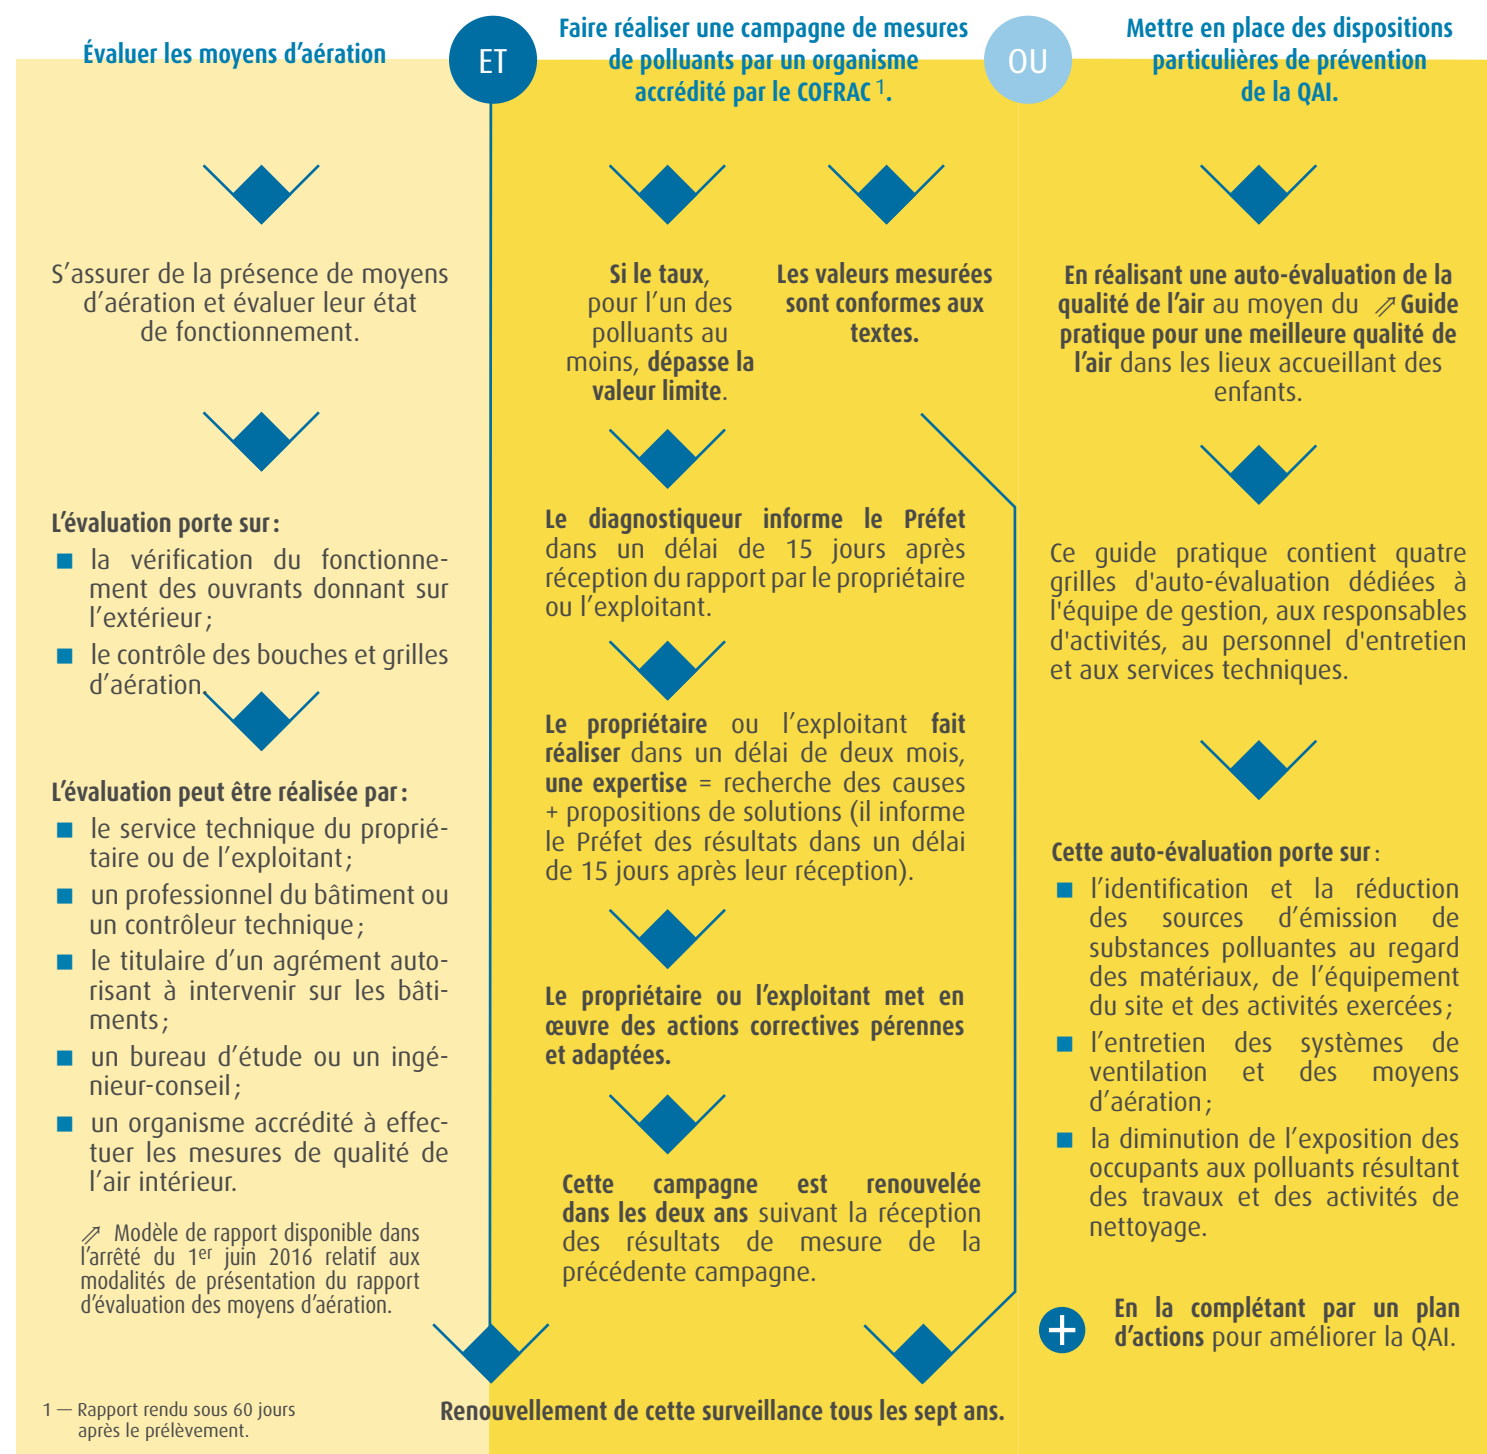 Évaluer les moyens d'aération
S'assurer de la présence de moyens
d'aération et évaluer leur état
de fonctionnement.
L'évaluation porte sur :
la vérification du fonctionne-
ment des ouvrants donnant sur
l'extérieur ;
le contrôle des bouches et grilles
d'aération.
L'évaluation peut être réalisée par :
le service technique du proprié-
taire ou de l'exploitant ;
un professionnel du bâtiment ou
un contrôleur technique ;
le titulaire d'un agrément auto-
risant à intervenir sur les bâti-
ments ;
un bureau d'étude ou un ingé-
nieur-conseil ;
un organisme accrédité à effec-
tuer les mesures de qualité de
l'air intérieur.
⇗ Modèle de rapport disponible dans
l'arrêté du 1er juin 2016 relatif aux
modalités de présentation du rapport
d'évaluation des moyens d'aération.
1 — Rapport rendu sous 60 jours
après le prélèvement.
ET
Faire réaliser une campagne de mesures
de polluants par un organisme
accrédité par le COFRAC 1.
Si le taux,
pour l'un des
polluants au
moins, dépasse la
valeur limite.
Les valeurs mesurées
sont conformes aux
textes.
Le diagnostiqueur informe le Préfet
dans un délai de 15 jours après
réception du rapport par le propriétaire
ou l'exploitant.
Le propriétaire ou l'exploitant fait
réaliser dans un délai de deux mois,
une expertise = recherche des causes
+ propositions de solutions (il informe
le Préfet des résultats dans un délai
de 15 jours après leur réception).
Le propriétaire ou l'exploitant met en
œuvre des actions correctives pérennes
et adaptées.
Cette campagne est renouvelée
dans les deux ans suivant la réception
des résultats de mesure de la
précédente campagne.
Renouvellement de cette surveillance tous les sept ans.
OU
Mettre en place des dispositions
particulières de prévention
de la QAI.
En réalisant une auto-évaluation de la
qualité de l'air au moyen du ⇗ Guide
pratique pour une meilleure qualité de
l'air dans les lieux accueillant des
enfants.
Ce guide pratique contient quatre
grilles d'auto-évaluation dédiées à
l'équipe de gestion, aux responsables
d'activités, au personnel d'entretien
et aux services techniques.
Cette auto-évaluation porte sur :
l'identification et la réduction
des sources d'émission de
substances polluantes au regard
des matériaux, de l'équipement
du site et des activités exercées ;
l'entretien des systèmes de
ventilation et des moyens
d'aération ;
la diminution de l'exposition des
occupants aux polluants résultant
des travaux et des activités de
nettoyage.
+ En la complétant par un plan
d'actions pour améliorer la QAI.